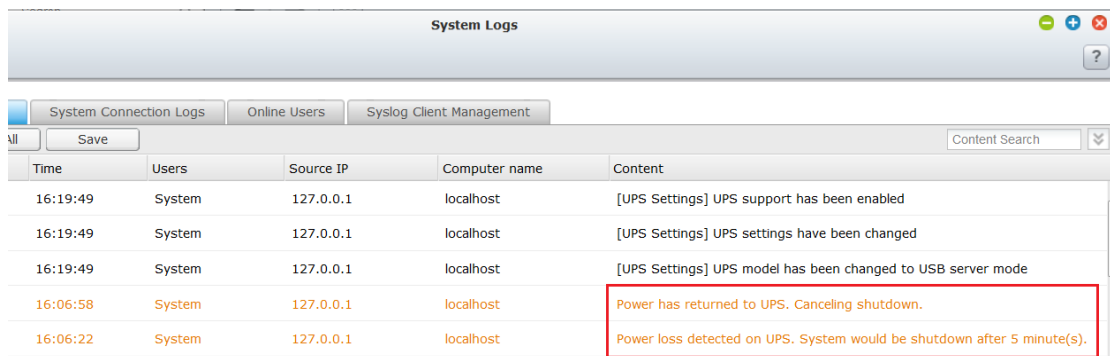 System Logs
?
System Connection Logs Online Users Syslog Client Management
All Save Content Search
Time Users Source IP Computer name Content
16:19:49 System 127.0.0.1 localhost [UPS Settings] UPS support has been enabled
16:19:49 System 127.0.0.1 localhost [UPS Settings] UPS settings have been changed
16:19:49 System 127.0.0.1 localhost [UPS Settings] UPS model has been changed to USB server mode
16:06:58 System 127.0.0.1 localhost Power has returned to UPS. Canceling shutdown.
16:06:22 System 127.0.0.1 localhost Power loss detected on UPS. System would be shutdown after 5 minute(s).